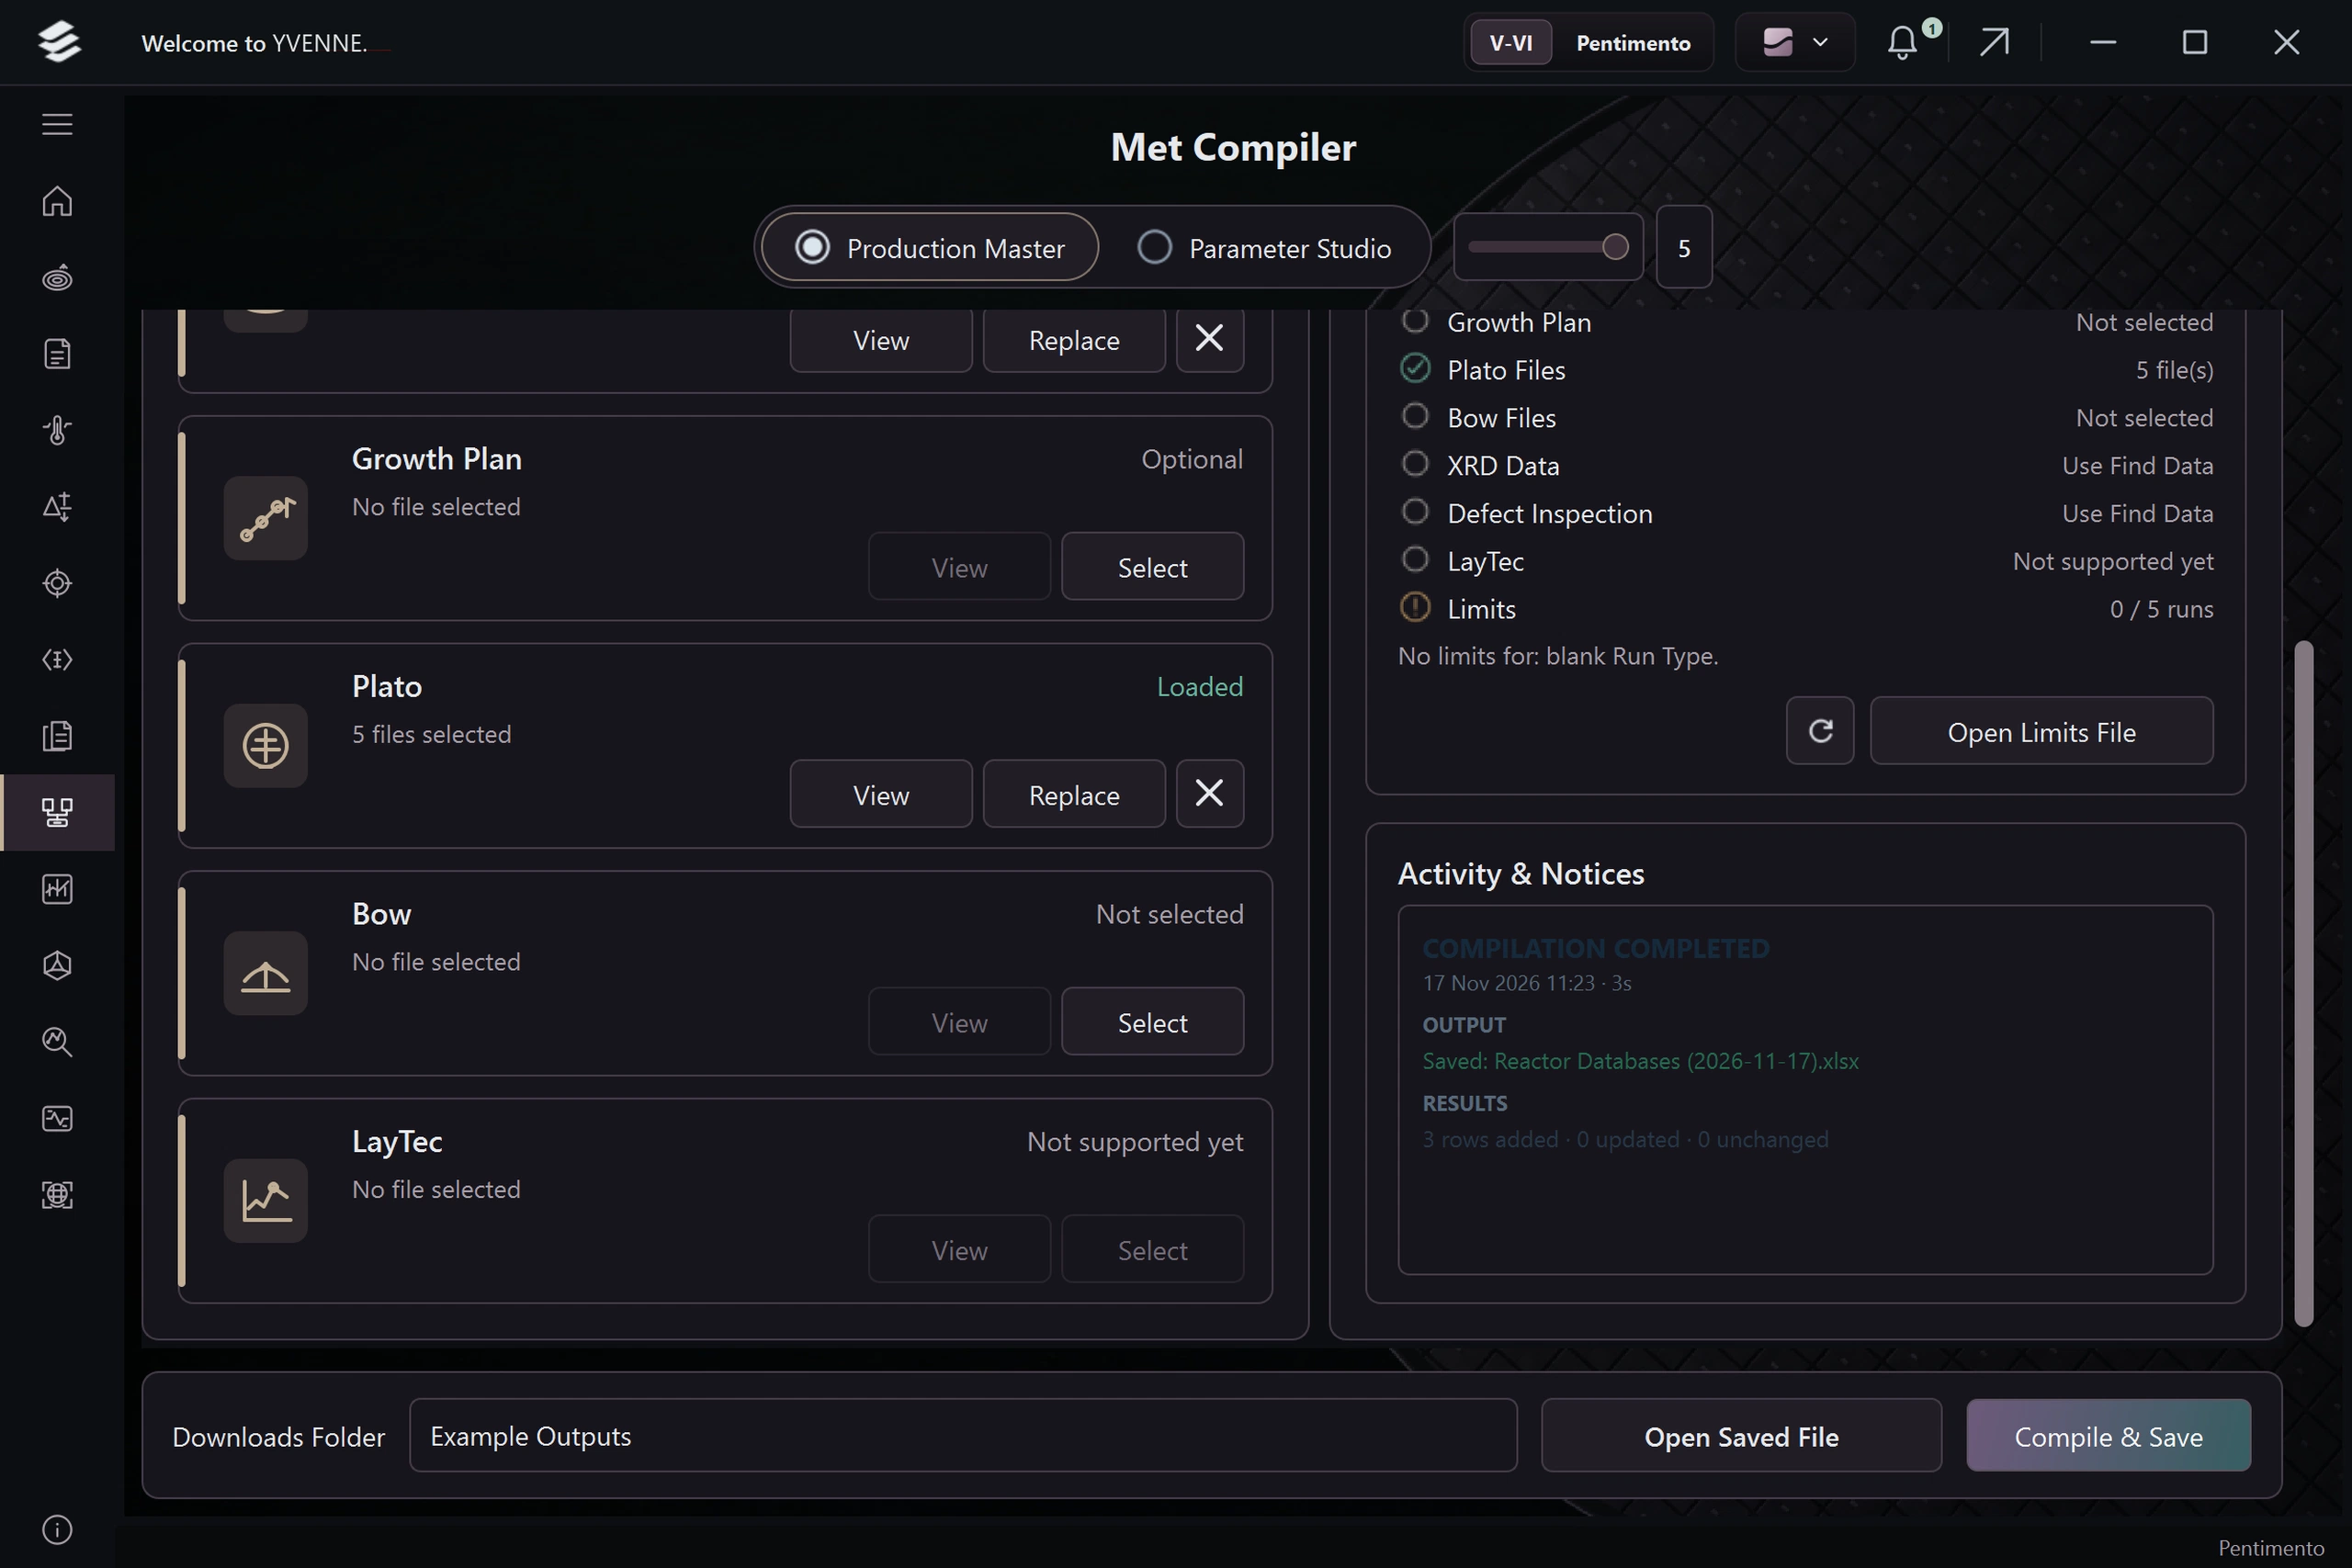 Welcome to YVENNE.
V-VI Pentimento
1
Met Compiler
Production Master
Parameter Studio
5
View
Replace
Growth Plan
Optional
No file selected
View
Select
Plato
Loaded
5 files selected
View
Replace
Bow
Not selected
No file selected
View
Select
LayTec
Not supported yet
No file selected
View
Select
Growth Plan Not selected
Plato Files 5 file(s)
Bow Files Not selected
XRD Data Use Find Data
Defect Inspection Use Find Data
LayTec Not supported yet
Limits 0 / 5 runs
No limits for: blank Run Type.
Open Limits File
Activity & Notices
COMPILATION COMPLETED
17 Nov 2026 11:23 · 3s
OUTPUT
Saved: Reactor Databases (2026-11-17).xlsx
RESULTS
3 rows added · 0 updated · 0 unchanged
Downloads Folder
Example Outputs
Open Saved File
Compile & Save
Pentimento